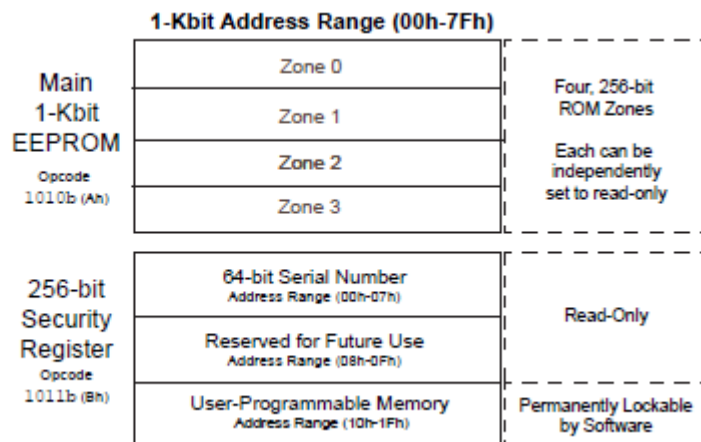 1-Kbit Address Range (00h-7Fh)
Main
1-Kbit
EEPROM
Opcode
1010b (Ah)
Zone 0
Zone 1
Zone 2
Zone 3
Four, 256-bit
ROM Zones
Each can be
independently
set to read-only
256-bit
Security
Register
Opcode
1011b (Bh)
64-bit Serial Number
Address Range (00h-07h)
Reserved for Future Use
Address Range (08h-0Fh)
User-Programmable Memory
Address Range (10h-1Fh)
Read-Only
Permanently Lockable
by Software